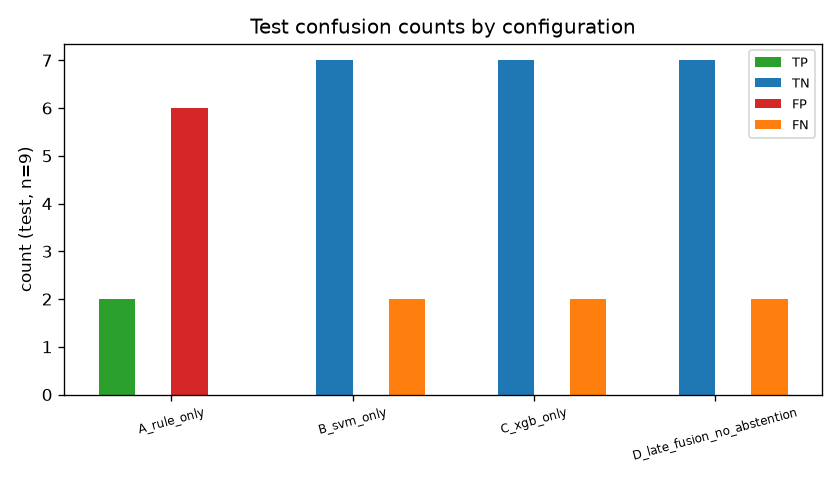 Test confusion counts by configuration
TP
TN
FP
FN
count (test, n=9)
7
6
5
4
3
2
1
0
A_rule_only
B_svm_only
C_xgb_only
D_late_fusion_no_abstention